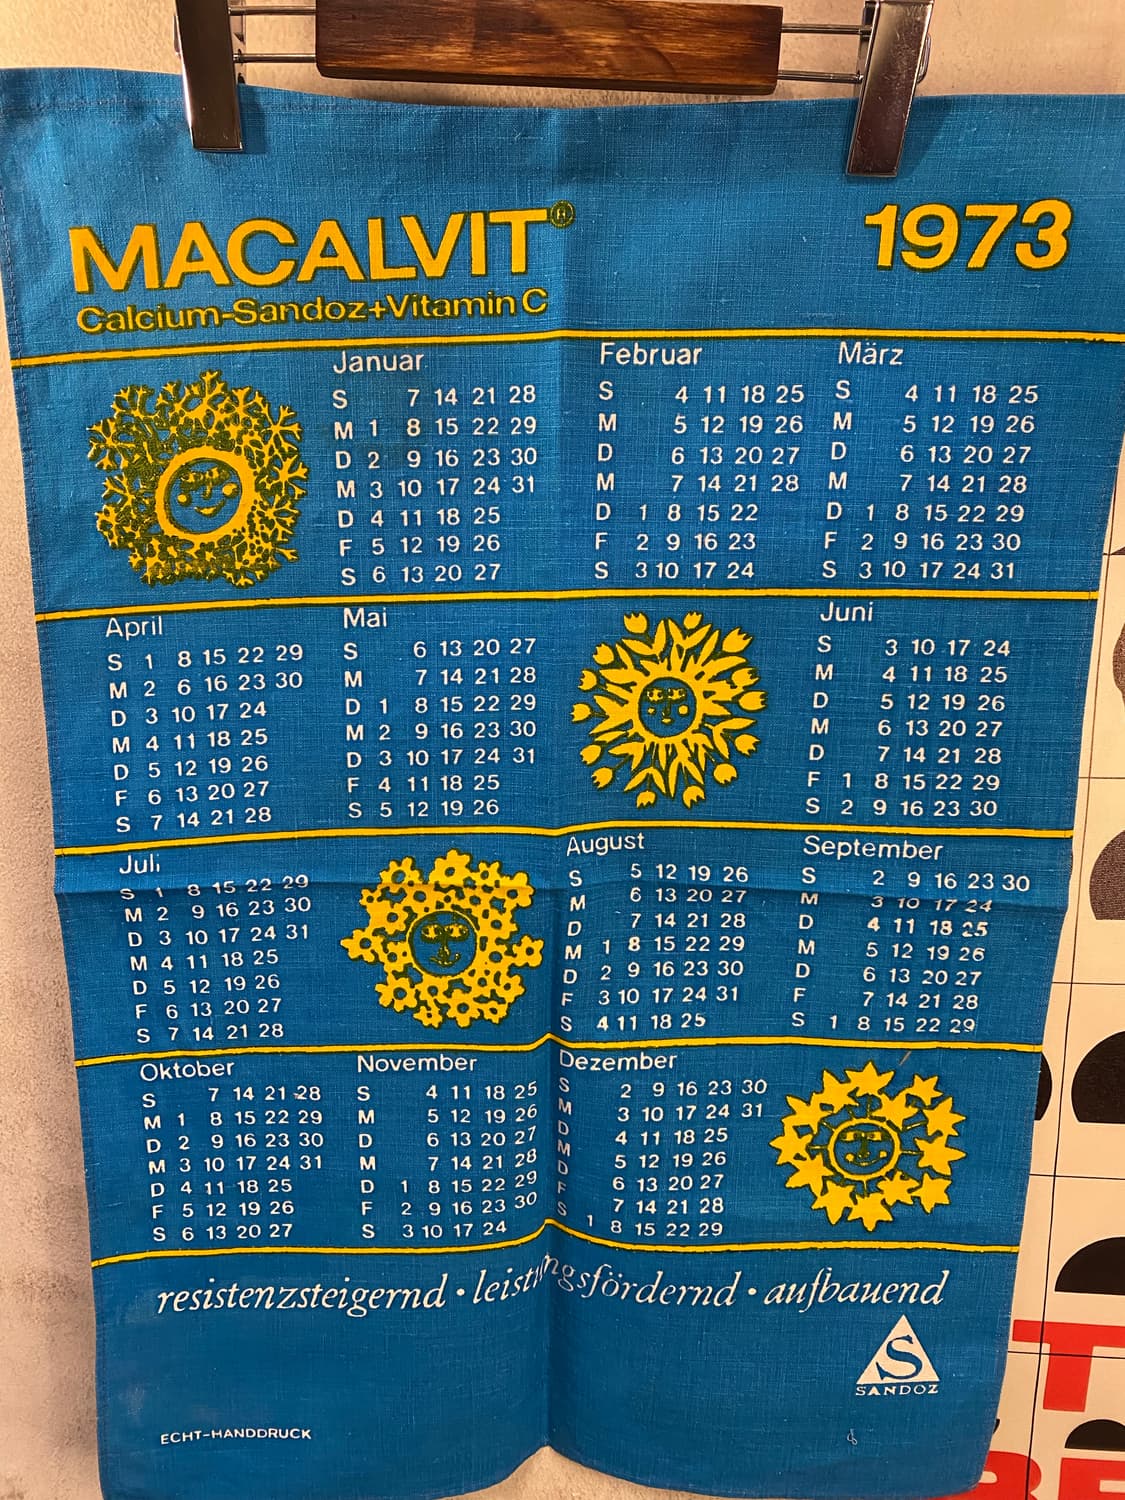 MACALVIT® 1973
Calcium-Sandoz+Vitamin C
Januar
S 7 14 21 28
M 1 8 15 22 29
D 2 9 16 23 30
M 3 10 17 24 31
D 4 11 18 25
F 5 12 19 26
S 6 13 20 27
Februar
S 4 11 18 25
M 5 12 19 26
D 6 13 20 27
M 7 14 21 28
D 1 8 15 22
F 2 9 16 23
S 3 10 17 24
März
S 4 11 18 25
M 5 12 19 26
D 6 13 20 27
M 7 14 21 28
D 1 8 15 22 29
F 2 9 16 23 30
S 3 10 17 24 31
April
S 1 8 15 22 29
M 2 6 16 23 30
D 3 10 17 24
M 4 11 18 25
D 5 12 19 26
F 6 13 20 27
S 7 14 21 28
Mai
S 6 13 20 27
M 7 14 21 28
D 1 8 15 22 29
M 2 9 16 23 30
D 3 10 17 24 31
F 4 11 18 25
S 5 12 19 26
Juni
S 3 10 17 24
M 4 11 18 25
D 5 12 19 26
M 6 13 20 27
D 7 14 21 28
F 1 8 15 22 29
S 2 9 16 23 30
Juli
S 1 8 15 22 29
M 2 9 16 23 30
D 3 10 17 24 31
M 4 11 18 25
D 5 12 19 26
F 6 13 20 27
S 7 14 21 28
August
S 5 12 19 26
M 6 13 20 27
D 7 14 21 28
M 1 8 15 22 29
D 2 9 16 23 30
F 3 10 17 24 31
S 4 11 18 25
September
S 2 9 16 23 30
M 3 10 17 24
D 4 11 18 25
M 5 12 19 26
D 6 13 20 27
F 7 14 21 28
S 1 8 15 22 29
Oktober
S 7 14 21 28
M 1 8 15 22 29
D 2 9 16 23 30
M 3 10 17 24 31
D 4 11 18 25
F 5 12 19 26
S 6 13 20 27
November
S 4 11 18 25
M 5 12 19 26
D 6 13 20 27
M 7 14 21 28
D 1 8 15 22 29
F 2 9 16 23 30
S 3 10 17 24
Dezember
S 2 9 16 23 30
M 3 10 17 24 31
D 4 11 18 25
M 5 12 19 26
D 6 13 20 27
F 7 14 21 28
S 1 8 15 22 29
resistenzsteigernd · leistungsfördernd · aufbauend
S
SANDOZ
ECHT-HANDDRUCK